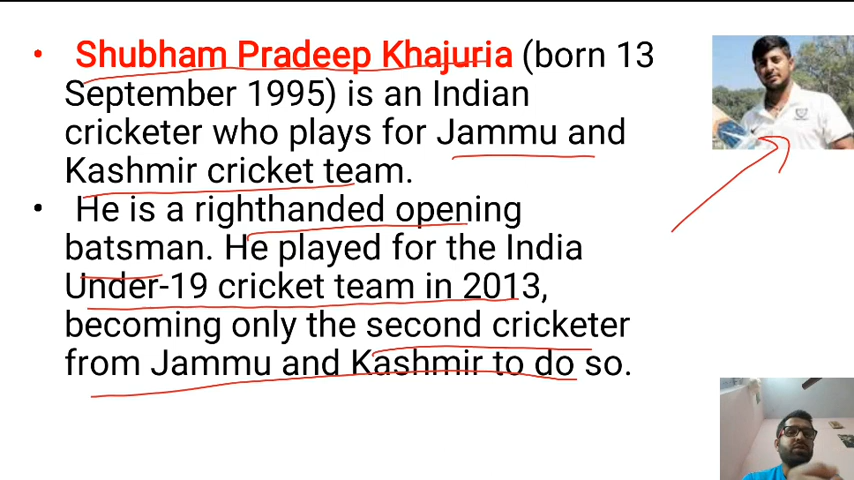 • Shubham Pradeep Khajuria (born 13
September 1995) is an Indian
cricketer who plays for Jammu and
Kashmir cricket team.
• He is a righthanded opening
batsman. He played for the India
Under-19 cricket team in 2013,
becoming only the second cricketer
from Jammu and Kashmir to do so.